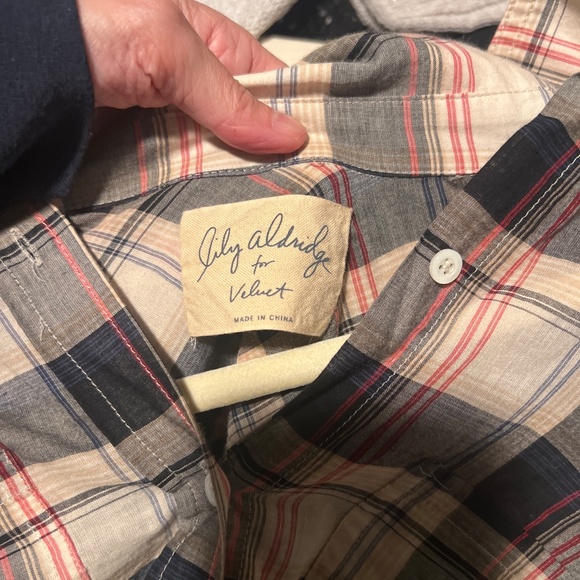 lily aldridge
for
Velvet
MADE IN CHINA